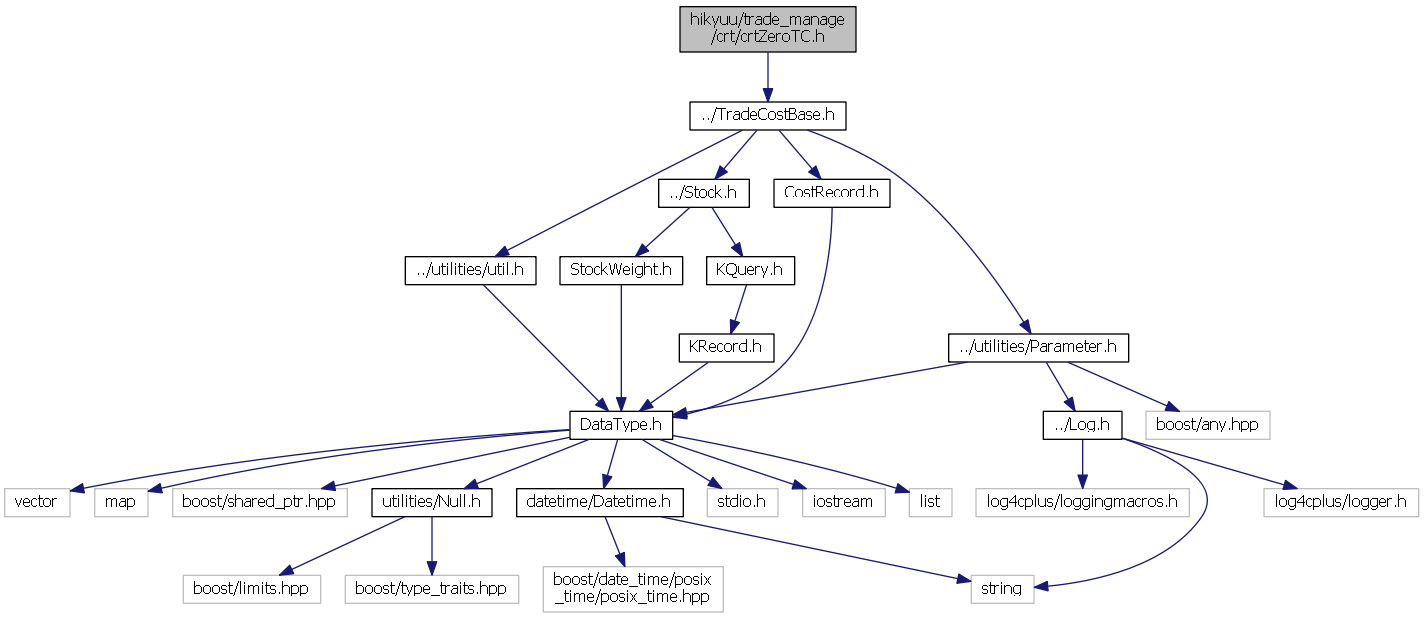 hikyuu/trade_manage
/crt/crtZeroTC.h
../TradeCostBase.h
../Stock.h
CostRecord.h
../utilities/util.h
StockWeight.h
KQuery.h
KRecord.h
../utilities/Parameter.h
DataType.h
../Log.h
boost/any.hpp
vector
map
boost/shared_ptr.hpp
utilities/Null.h
datetime/Datetime.h
stdio.h
iostream
list
log4cplus/loggingmacros.h
log4cplus/logger.h
boost/limits.hpp
boost/type_traits.hpp
boost/date_time/posix
_time/posix_time.hpp
string